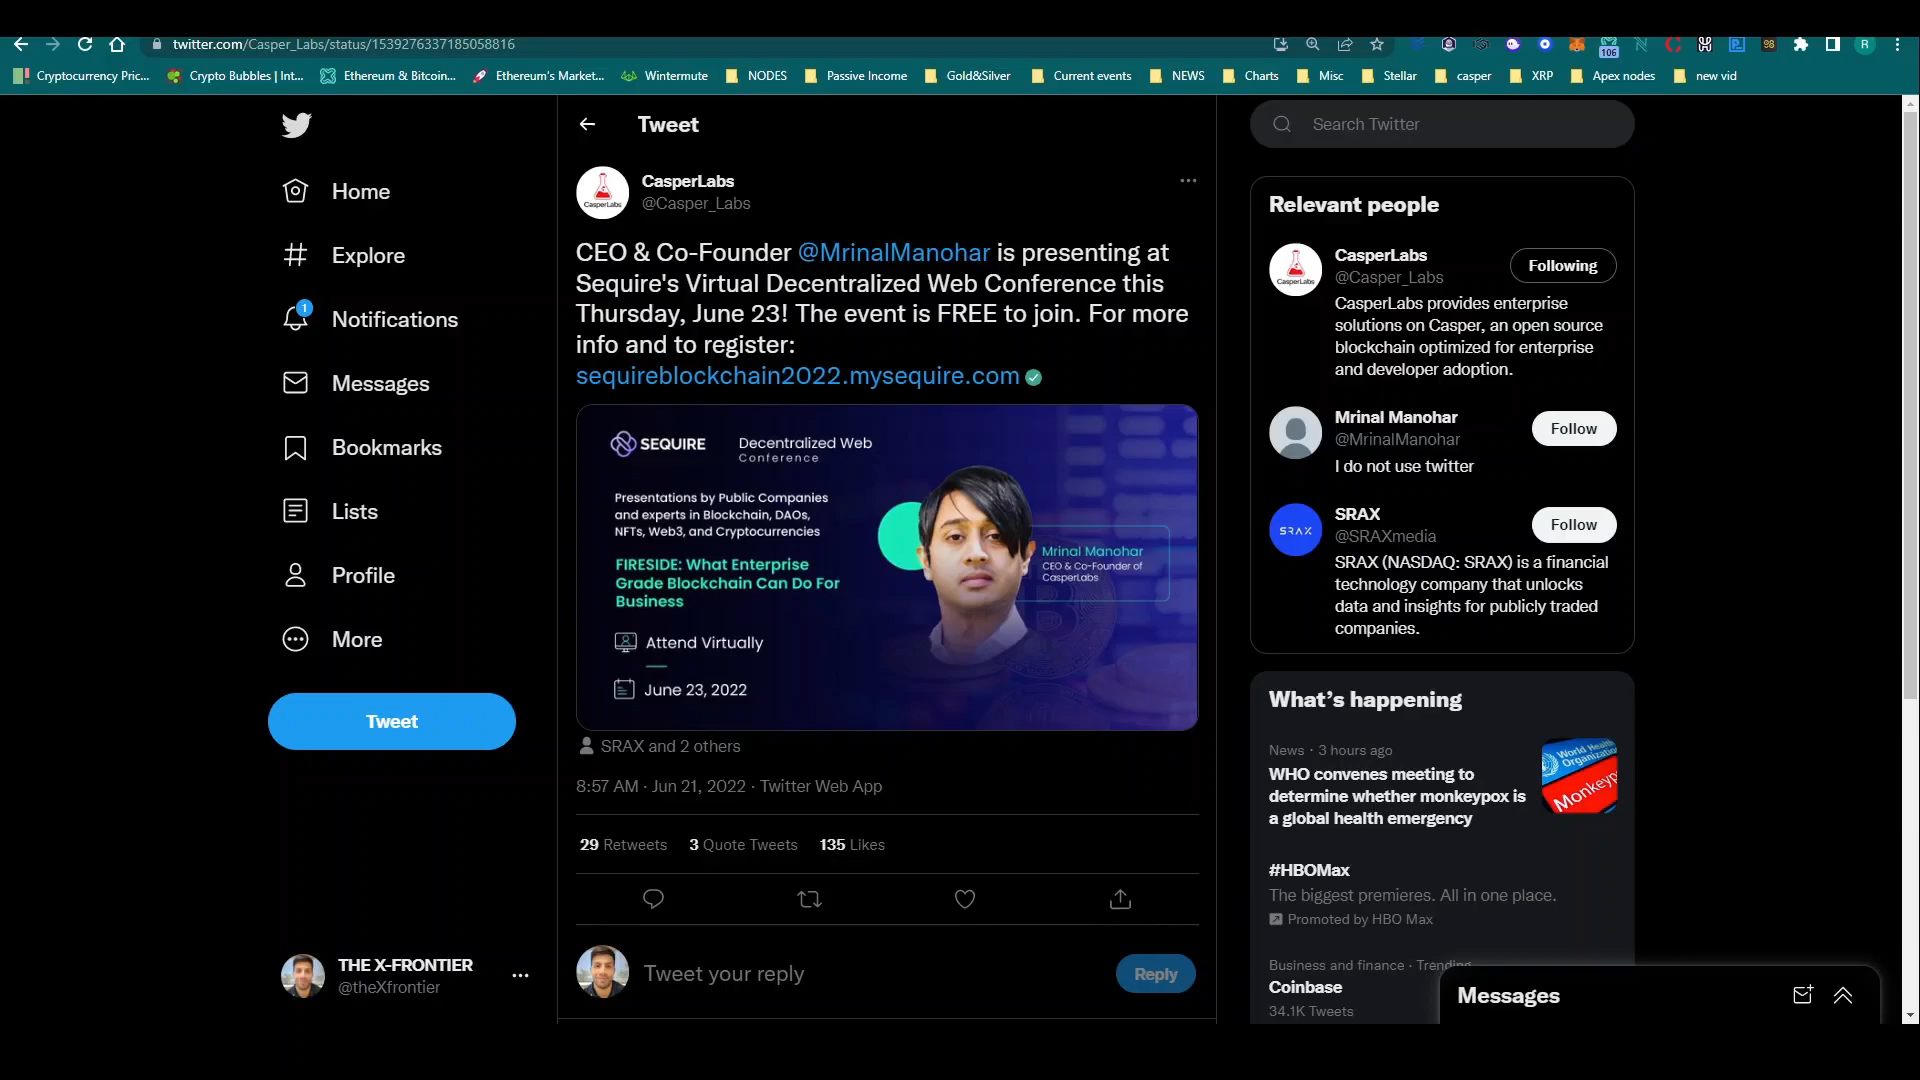 twitter.com/Casper_Labs/status/1539276337185058816
106
98
R
Cryptocurrency Pric...
Crypto Bubbles | Int...
Ethereum & Bitcoin...
Ethereum's Market...
Wintermute
NODES
Passive Income
Gold&Silver
Current events
NEWS
Charts
Misc
Stellar
casper
XRP
Apex nodes
new vid
Home
Explore
1
Notifications
Messages
Bookmarks
Lists
Profile
More
Tweet
THE X-FRONTIER
@theXfrontier
Tweet
CasperLabs
CasperLabs
@Casper_Labs
CEO & Co-Founder @MrinalManohar is presenting at
Sequire's Virtual Decentralized Web Conference this
Thursday, June 23! The event is FREE to join. For more
info and to register:
sequireblockchain2022.mysequire.com
SEQUIRE
Decentralized Web
Conference
Presentations by Public Companies
and experts in Blockchain, DAOs,
NFTs, Web3, and Cryptocurrencies
FIRESIDE: What Enterprise
Grade Blockchain Can Do For
Business
Attend Virtually
June 23, 2022
Mrinal Manohar
CEO & Co-Founder of
CasperLabs
SRAX and 2 others
8:57 AM · Jun 21, 2022 · Twitter Web App
29 Retweets 3 Quote Tweets 135 Likes
Tweet your reply
Reply
Search Twitter
Relevant people
CasperLabs
CasperLabs
@Casper_Labs
Following
CasperLabs provides enterprise
solutions on Casper, an open source
blockchain optimized for enterprise
and developer adoption.
Mrinal Manohar
@MrinalManohar
Follow
I do not use twitter
SRAX
SRAX
@SRAXmedia
Follow
SRAX (NASDAQ: SRAX) is a financial
technology company that unlocks
data and insights for publicly traded
companies.
What's happening
News · 3 hours ago
WHO convenes meeting to
determine whether monkeypox is
a global health emergency
World Health
Organizatio
Monkeyp
#HBOMax
The biggest premieres. All in one place.
Promoted by HBO Max
Business and finance · Trending
Coinbase
34.1K Tweets
Messages